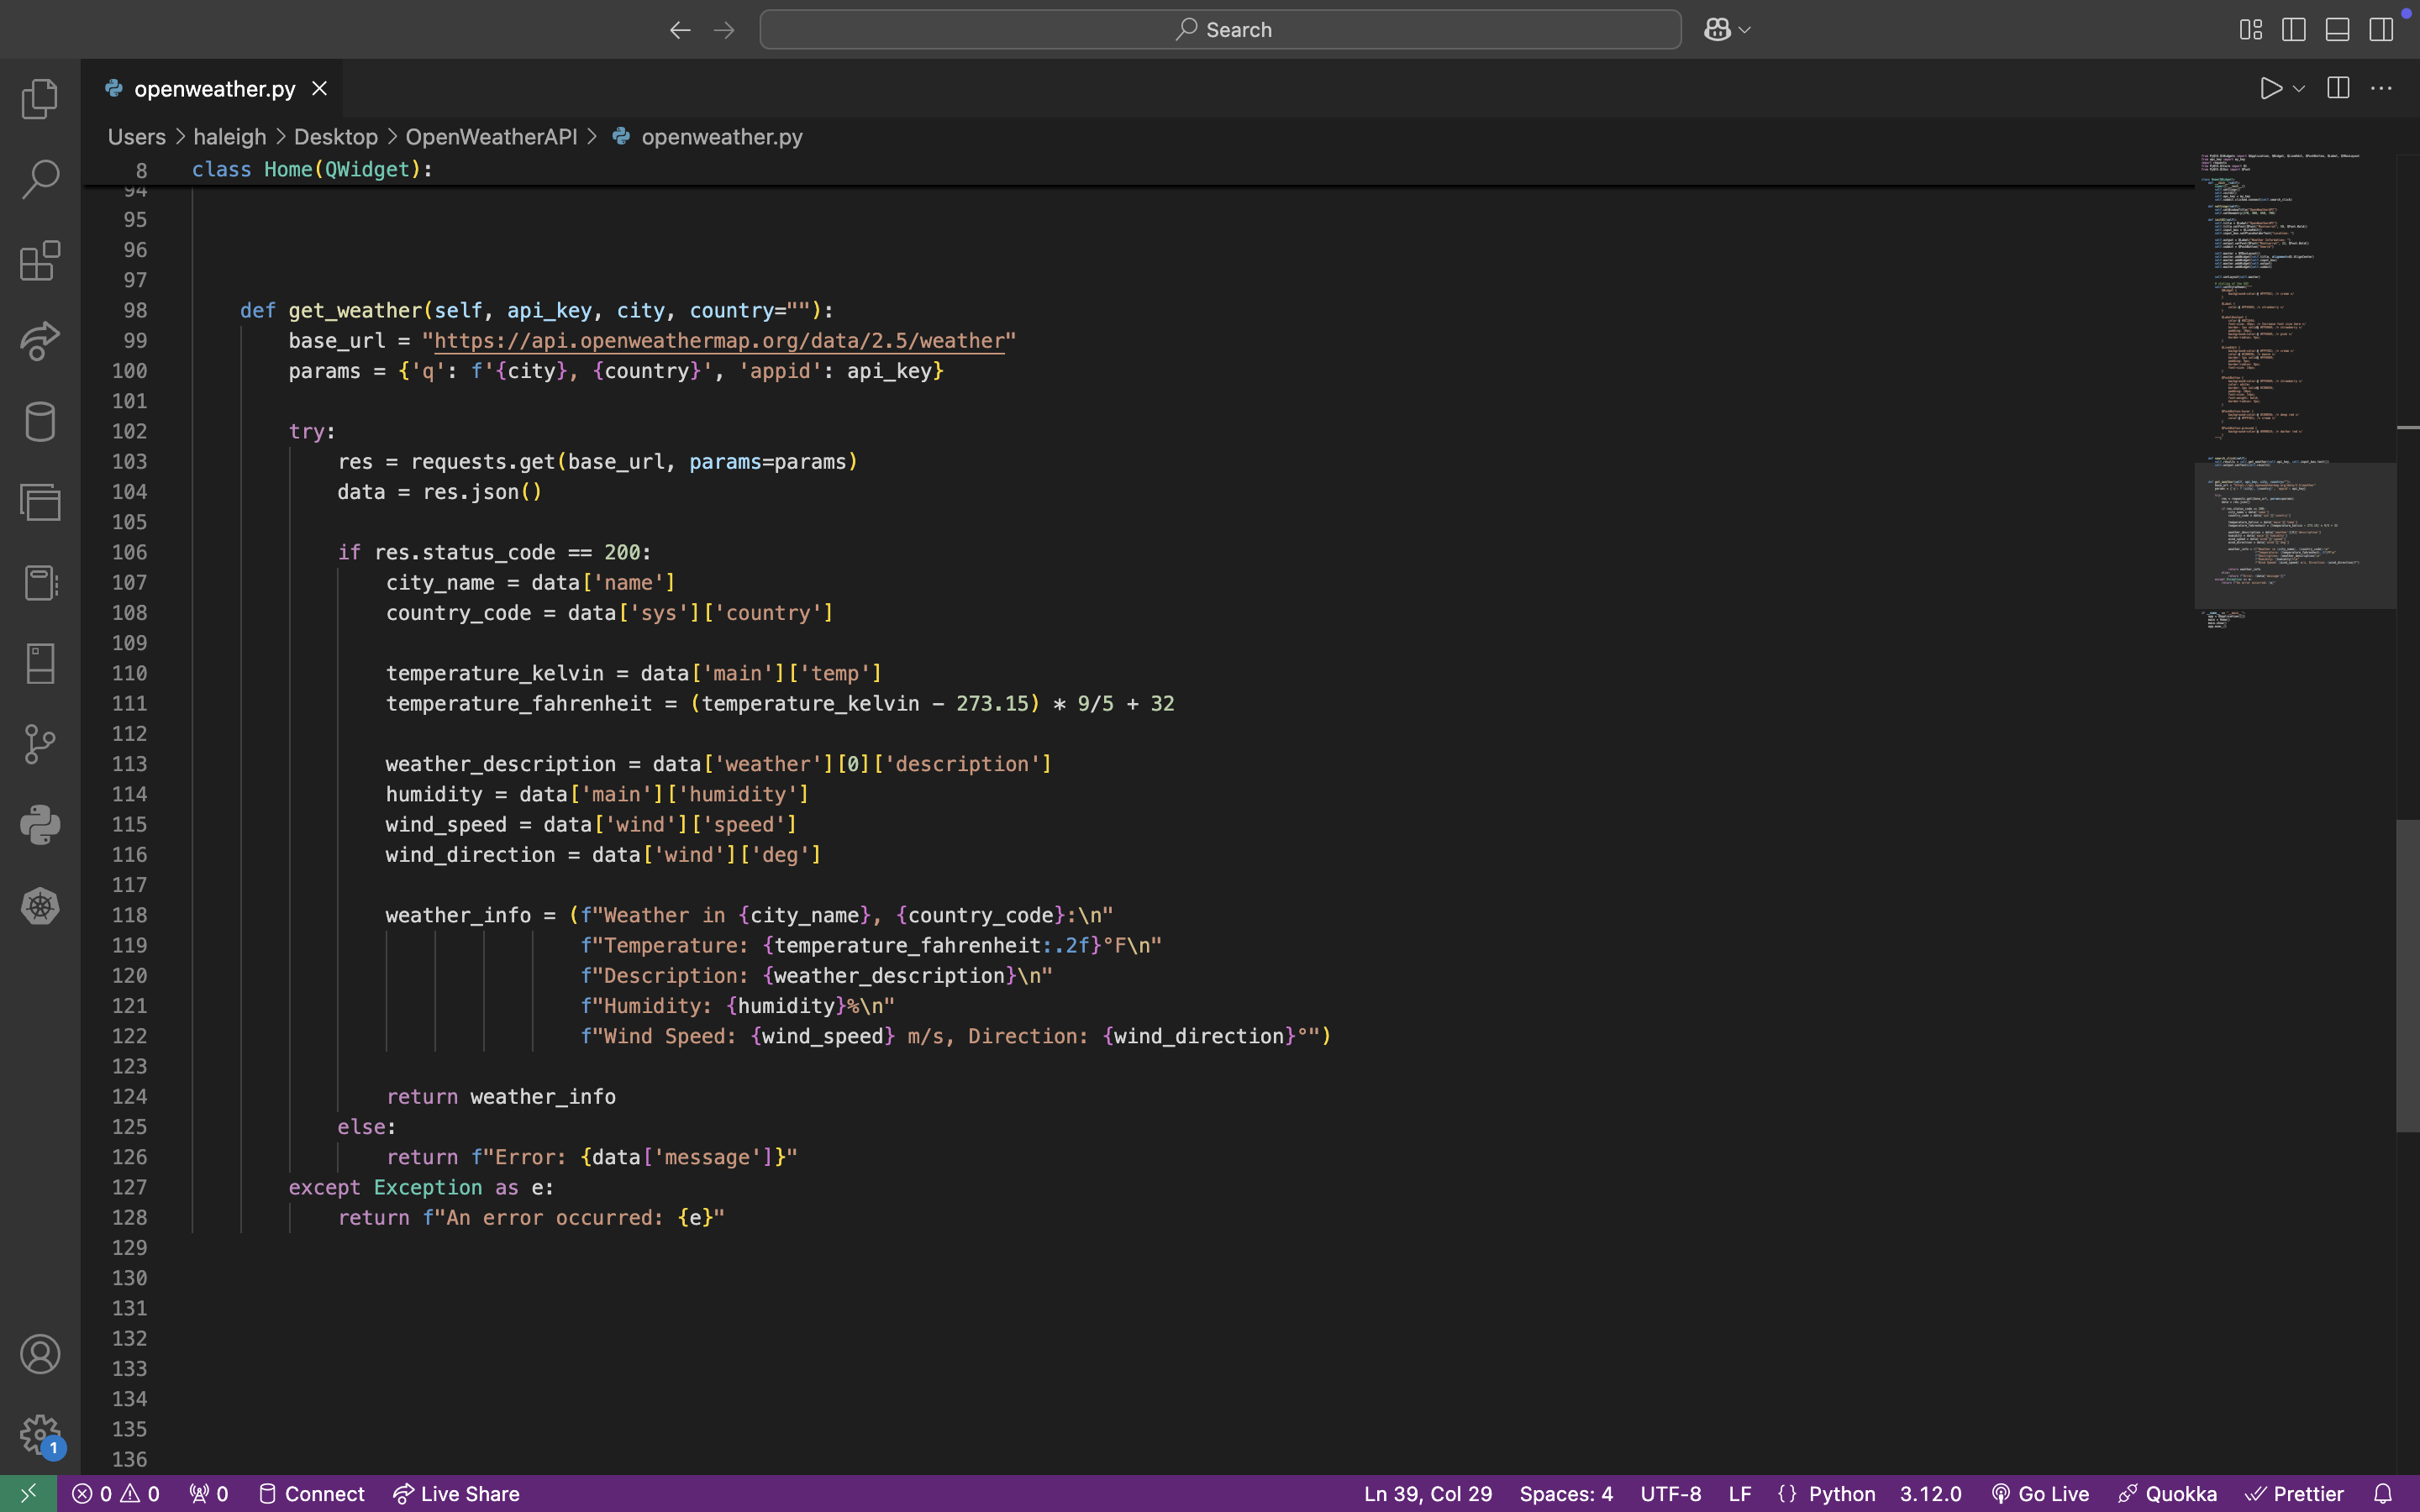 Search
openweather.py
Users > haleigh > Desktop > OpenWeatherAPI > openweather.py
8 class Home(QWidget):
94
95
96
97
98 def get_weather(self, api_key, city, country=""):
99 base_url = "https://api.openweathermap.org/data/2.5/weather"
100 params = {'q': f'{city}, {country}', 'appid': api_key}
101
102 try:
103 res = requests.get(base_url, params=params)
104 data = res.json()
105
106 if res.status_code == 200:
107 city_name = data['name']
108 country_code = data['sys']['country']
109
110 temperature_kelvin = data['main']['temp']
111 temperature_fahrenheit = (temperature_kelvin - 273.15) * 9/5 + 32
112
113 weather_description = data['weather'][0]['description']
114 humidity = data['main']['humidity']
115 wind_speed = data['wind']['speed']
116 wind_direction = data['wind']['deg']
117
118 weather_info = (f"Weather in {city_name}, {country_code}:\n"
119 f"Temperature: {temperature_fahrenheit:.2f}°F\n"
120 f"Description: {weather_description}\n"
121 f"Humidity: {humidity}%\n"
122 f"Wind Speed: {wind_speed} m/s, Direction: {wind_direction}°")
123
124 return weather_info
125 else:
126 return f"Error: {data['message']}"
127 except Exception as e:
128 return f"An error occurred: {e}"
129
130
131
132
133
134
135
136
1
0 0 0 Connect Live Share Ln 39, Col 29 Spaces: 4 UTF-8 LF {} Python 3.12.0 Go Live Quokka Prettier